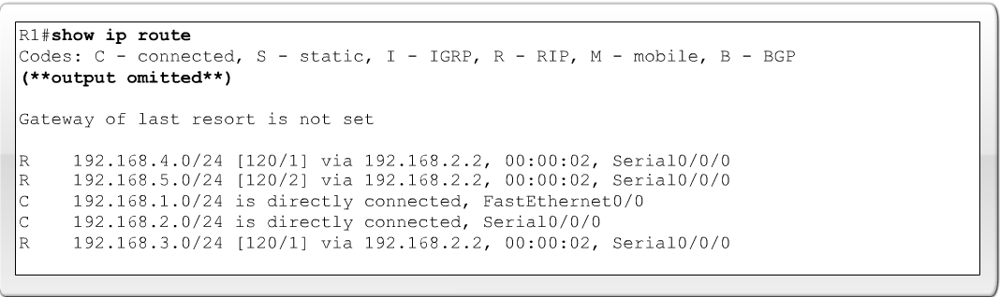 R1#show ip route
Codes: C - connected, S - static, I - IGRP, R - RIP, M - mobile, B - BGP
(**output omitted**)
Gateway of last resort is not set
R    192.168.4.0/24 [120/1] via 192.168.2.2, 00:00:02, Serial0/0/0
R    192.168.5.0/24 [120/2] via 192.168.2.2, 00:00:02, Serial0/0/0
C    192.168.1.0/24 is directly connected, FastEthernet0/0
C    192.168.2.0/24 is directly connected, Serial0/0/0
R    192.168.3.0/24 [120/1] via 192.168.2.2, 00:00:02, Serial0/0/0